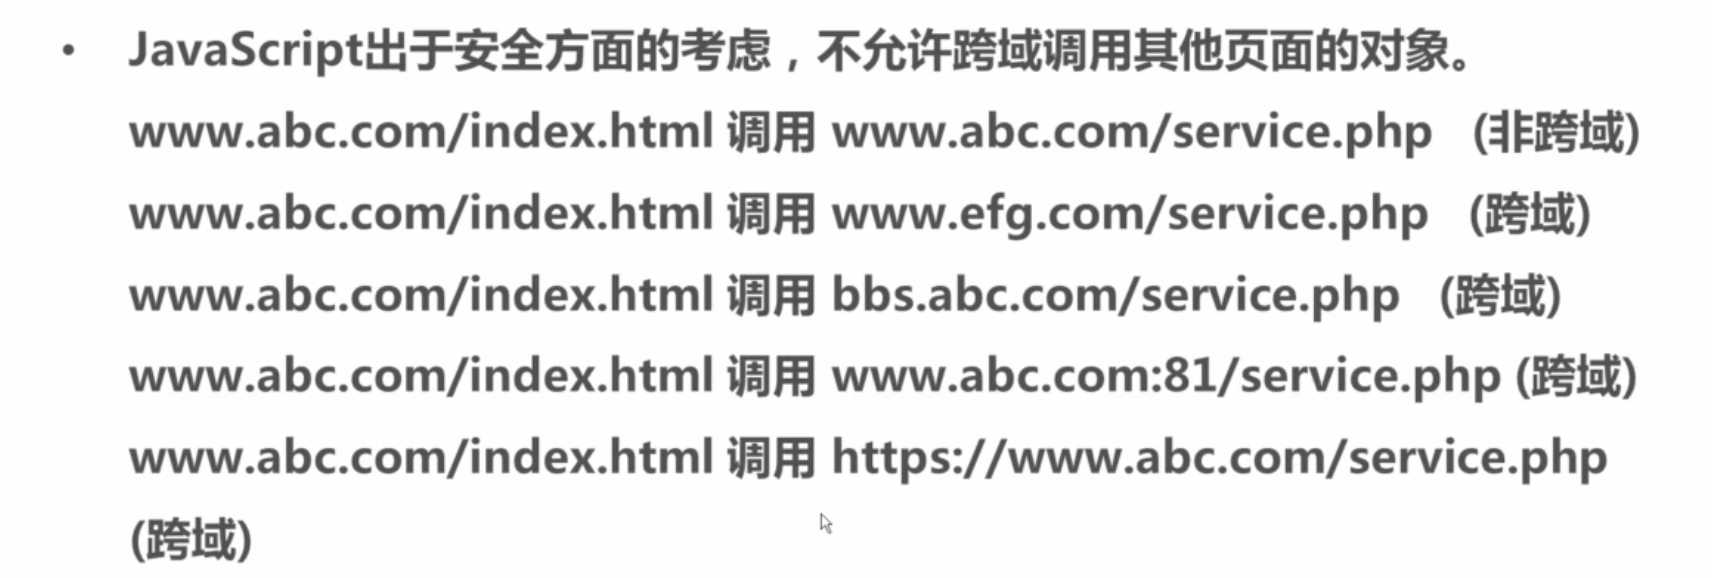 • JavaScript出于安全方面的考虑，不允许跨域调用其他页面的对象。
www.abc.com/index.html 调用 www.abc.com/service.php (非跨域)
www.abc.com/index.html 调用 www.efg.com/service.php (跨域)
www.abc.com/index.html 调用 bbs.abc.com/service.php (跨域)
www.abc.com/index.html 调用 www.abc.com:81/service.php (跨域)
www.abc.com/index.html 调用 https://www.abc.com/service.php
(跨域)